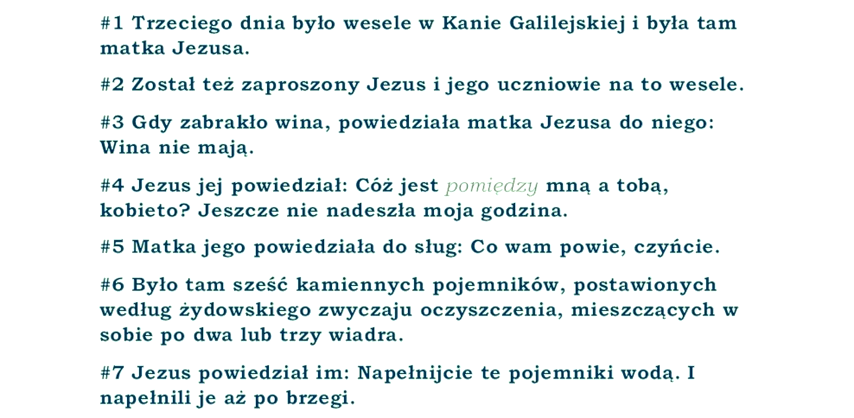 #1 Trzeciego dnia było wesele w Kanie Galilejskiej i była tam
matka Jezusa.
#2 Został też zaproszony Jezus i jego uczniowie na to wesele.
#3 Gdy zabrakło wina, powiedziała matka Jezusa do niego:
Wina nie mają.
#4 Jezus jej powiedział: Cóż jest pomiędzy mną a tobą,
kobieto? Jeszcze nie nadeszła moja godzina.
#5 Matka jego powiedziała do sług: Co wam powie, czyńcie.
#6 Było tam sześć kamiennych pojemników, postawionych
według żydowskiego zwyczaju oczyszczenia, mieszczących w
sobie po dwa lub trzy wiadra.
#7 Jezus powiedział im: Napełnijcie te pojemniki wodą. I
napełnili je aż po brzegi.